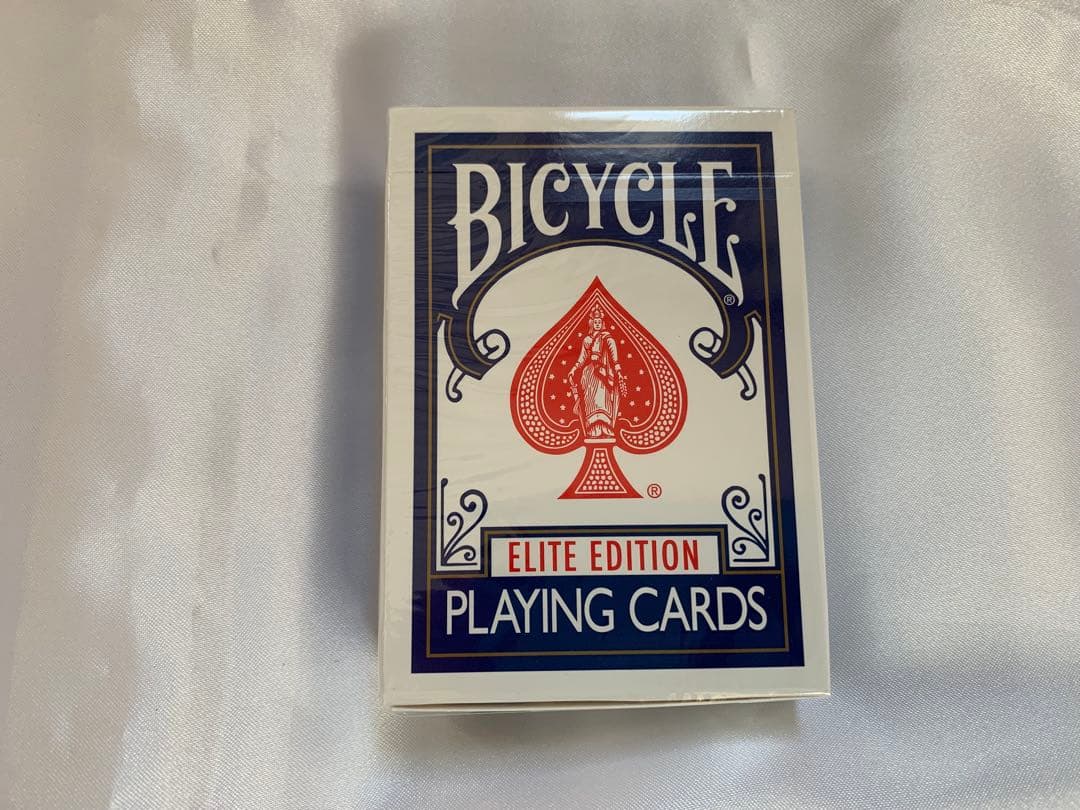 BICYCLE®
®
ELITE EDITION
PLAYING CARDS